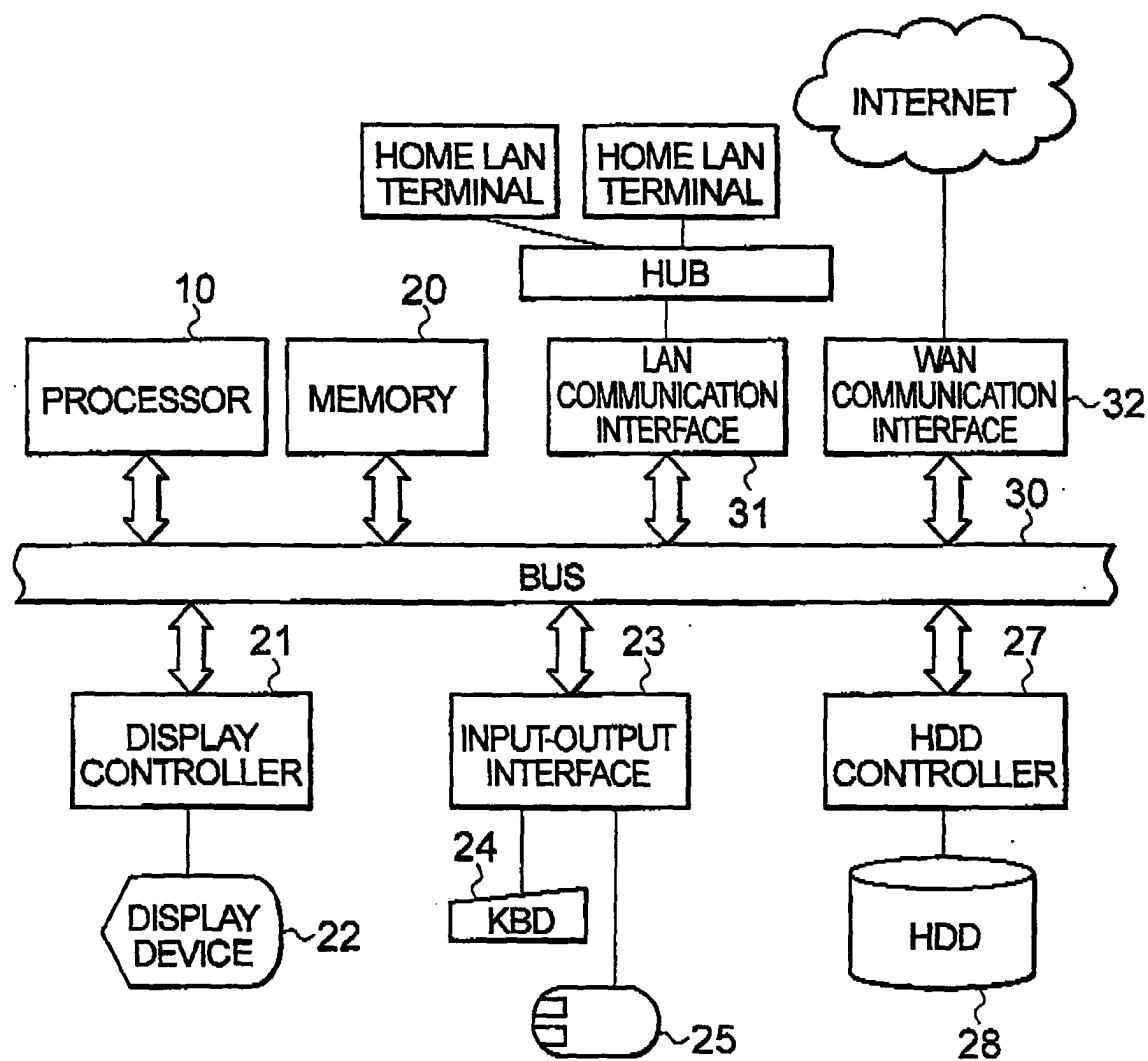 INTERNET
HOME LAN
TERMINAL
HOME LAN
TERMINAL
HUB
10
20
PROCESSOR
MEMORY
LAN
COMMUNICATION
INTERFACE
WAN
COMMUNICATION
INTERFACE
32
31
30
BUS
21
23
27
DISPLAY
CONTROLLER
INPUT-OUTPUT
INTERFACE
HDD
CONTROLLER
24
KBD
DISPLAY
DEVICE
22
HDD
25
28